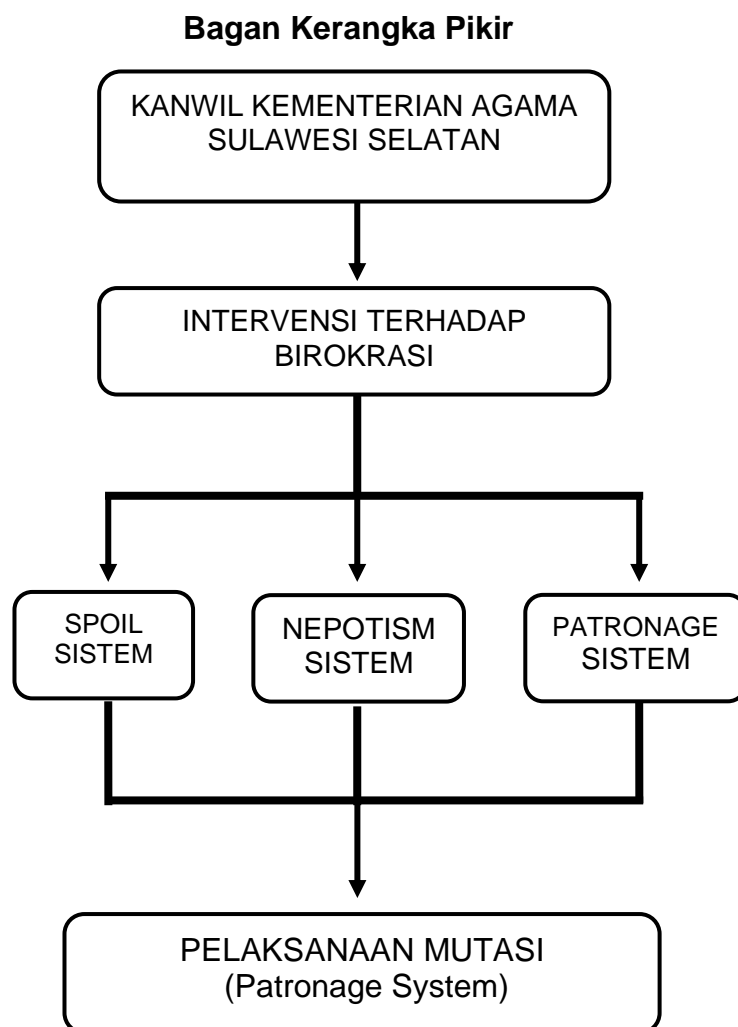 Bagan Kerangka Pikir
KANWIL KEMENTERIAN AGAMA
SULAWESI SELATAN
INTERVENSI TERHADAP
BIROKRASI
SPOIL
SISTEM
NEPOTISM
SISTEM
PATRONAGE
SISTEM
PELAKSANAAN MUTASI
(Patronage System)